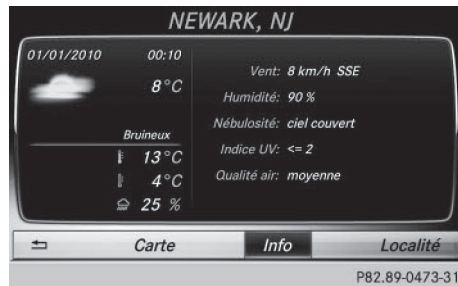 NEWARK, NJ
01/01/2010 00:10
8°C
Bruineux
13°C
4°C
25 %
Vent: 8 km/h SSE
Humidité: 90 %
Nébulosité: ciel couvert
Indice UV: <= 2
Qualité air: moyenne
Carte Info Localité
P82.89-0473-31